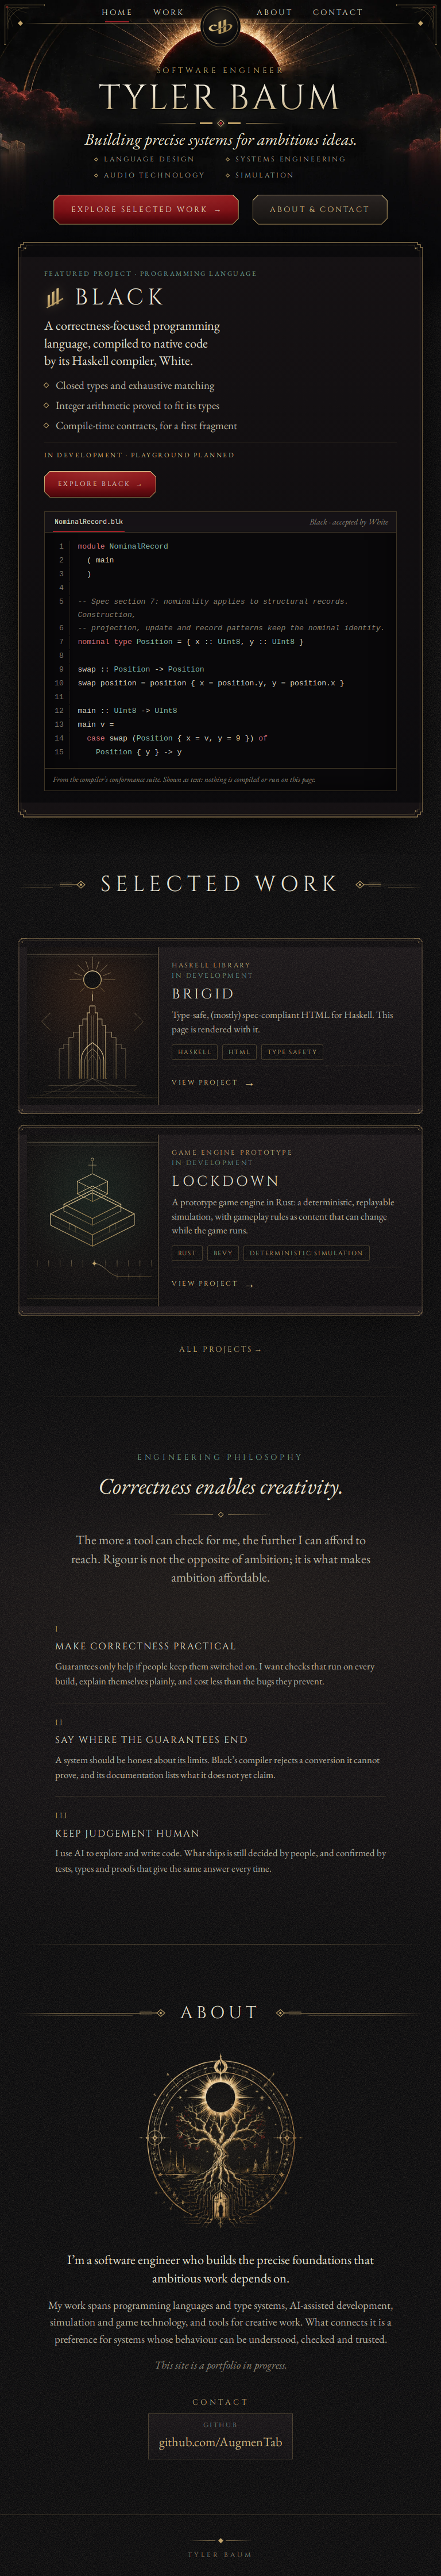 HOME WORK ABOUT CONTACT
SOFTWARE ENGINEER
TYLER BAUM
Building precise systems for ambitious ideas.
LANGUAGE DESIGN SYSTEMS ENGINEERING
AUDIO TECHNOLOGY SIMULATION
EXPLORE SELECTED WORK → ABOUT & CONTACT
FEATURED PROJECT · PROGRAMMING LANGUAGE
BLACK
A correctness-focused programming
language, compiled to native code
by its Haskell compiler, White.
Closed types and exhaustive matching
Integer arithmetic proved to fit its types
Compile-time contracts, for a first fragment
IN DEVELOPMENT · PLAYGROUND PLANNED
EXPLORE BLACK →
NominalRecord.blk Black · accepted by White
1 module NominalRecord
2 ( main
3 )
4
5 -- Spec section 7: nominality applies to structural records.
Construction,
6 -- projection, update and record patterns keep the nominal identity.
7 nominal type Position = { x :: UInt8, y :: UInt8 }
8
9 swap :: Position -> Position
10 swap position = position { x = position.y, y = position.x }
11
12 main :: UInt8 -> UInt8
13 main v =
14 case swap (Position { x = v, y = 9 }) of
15 Position { y } -> y
From the compiler's conformance suite. Shown as text: nothing is compiled or run on this page.
SELECTED WORK
HASKELL LIBRARY
IN DEVELOPMENT
BRIGID
Type-safe, (mostly) spec-compliant HTML for Haskell. This
page is rendered with it.
HASKELL HTML TYPE SAFETY
VIEW PROJECT →
GAME ENGINE PROTOTYPE
IN DEVELOPMENT
LOCKDOWN
A prototype game engine in Rust: a deterministic, replayable
simulation, with gameplay rules as content that can change
while the game runs.
RUST BEVY DETERMINISTIC SIMULATION
VIEW PROJECT →
ALL PROJECTS →
ENGINEERING PHILOSOPHY
Correctness enables creativity.
The more a tool can check for me, the further I can afford to
reach. Rigour is not the opposite of ambition; it is what makes
ambition affordable.
I
MAKE CORRECTNESS PRACTICAL
Guarantees only help if people keep them switched on. I want checks that run on every
build, explain themselves plainly, and cost less than the bugs they prevent.
II
SAY WHERE THE GUARANTEES END
A system should be honest about its limits. Black's compiler rejects a conversion it cannot
prove, and its documentation lists what it does not yet claim.
III
KEEP JUDGEMENT HUMAN
I use AI to explore and write code. What ships is still decided by people, and confirmed by
tests, types and proofs that give the same answer every time.
ABOUT
I'm a software engineer who builds the precise foundations that
ambitious work depends on.
My work spans programming languages and type systems, AI-assisted development,
simulation and game technology, and tools for creative work. What connects it is a
preference for systems whose behaviour can be understood, checked and trusted.
This site is a portfolio in progress.
CONTACT
GITHUB
github.com/AugmenTab
TYLER BAUM